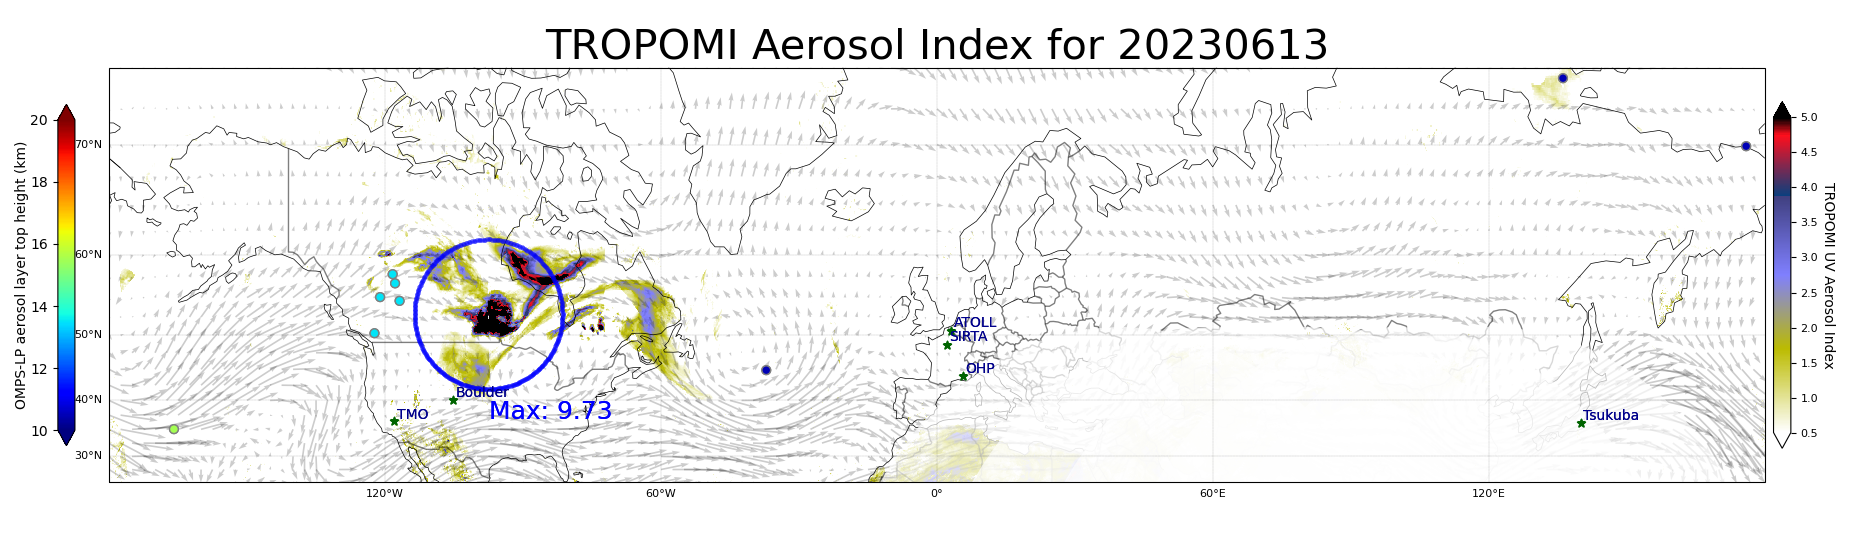 TROPOMI Aerosol Index for 20230613
OMPS-LP aerosol layer top height (km)
20
18
16
14
12
10
70°N
60°N
50°N
40°N
30°N
120°W
60°W
0°
60°E
120°E
ATOLL
SIRTA
OHP
Boulder
TMO
Max: 9.73
Tsukuba
5.0
4.5
4.0
3.5
3.0
2.5
2.0
1.5
1.0
0.5
TROPOMI UV Aerosol Index